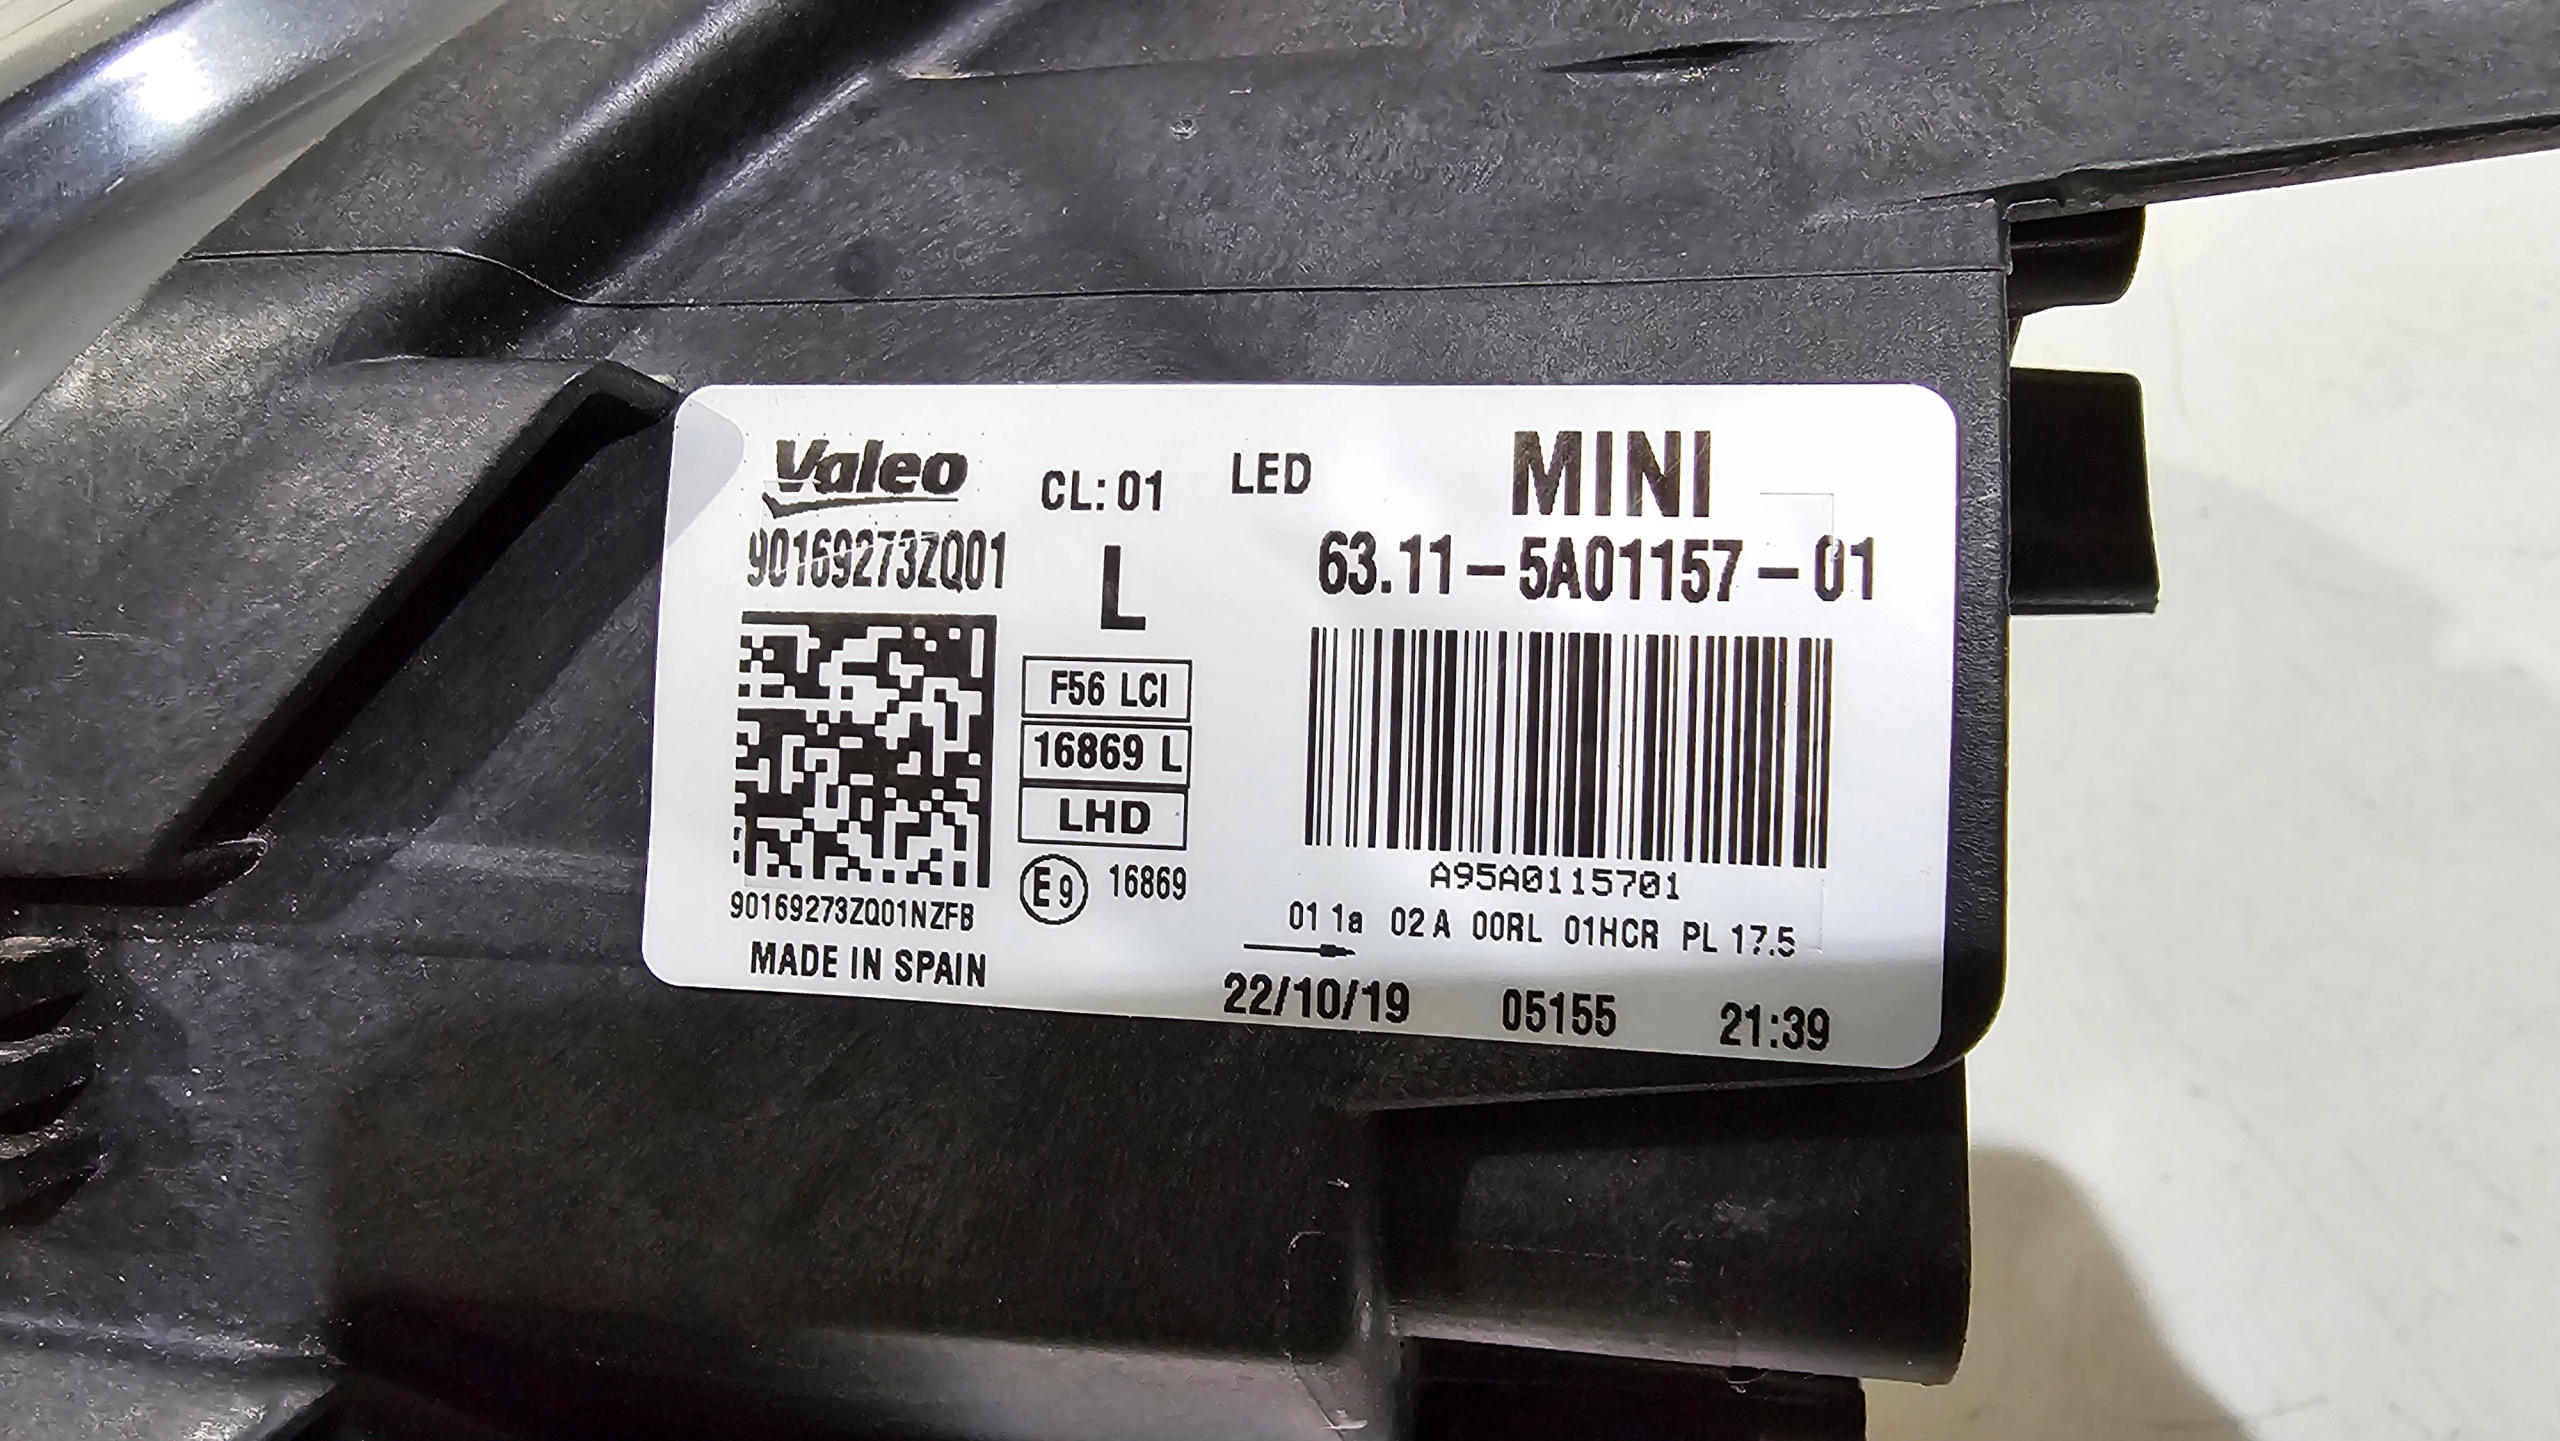 Valeo
90169273ZQ01
90169273ZQ01NZFB
MADE IN SPAIN
CL: 01
L
F56 LCI
16869 L
LHD
E9 16869
LED
MINI
63.11-5A01157-01
A95A0115701
01 1a 02 A 00RL 01HCR PL 17.5
22/10/19 05155 21:39